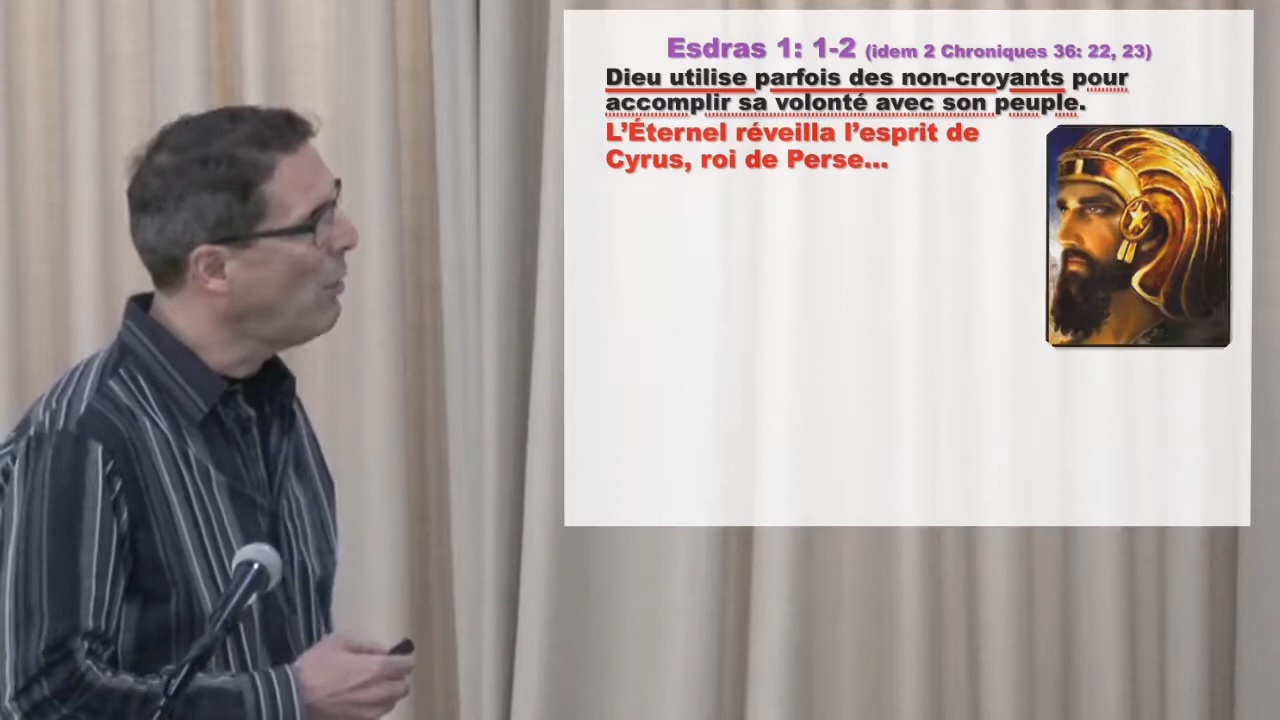 Esdras 1: 1-2 (idem 2 Chroniques 36: 22, 23)
Dieu utilise parfois des non-croyants pour
accomplir sa volonté avec son peuple.
L'Éternel réveilla l'esprit de
Cyrus, roi de Perse...